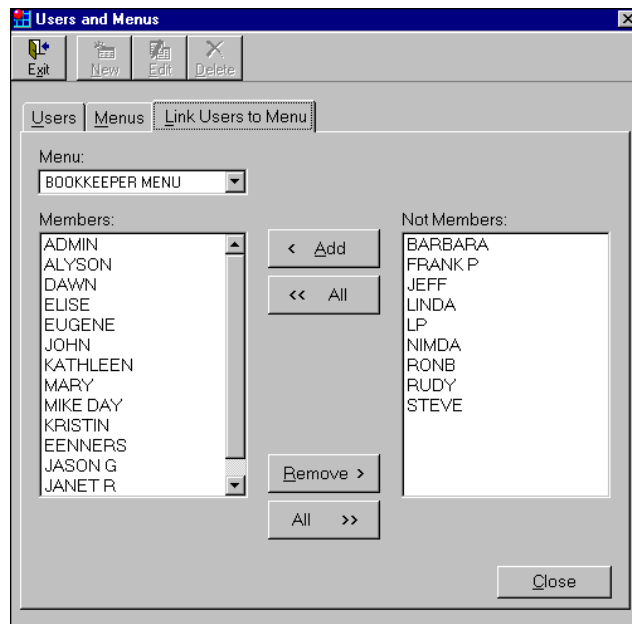 Users and Menus
Exit New Edit Delete
Users Menus Link Users to Menu
Menu:
BOOKKEEPER MENU
Members:
ADMIN
ALYSON
DAWN
ELISE
EUGENE
JOHN
KATHLEEN
MARY
MIKE DAY
KRISTIN
EENNERS
JASON G
JANET R
< Add
<< All
Remove >
All >>
Not Members:
BARBARA
FRANK P
JEFF
LINDA
LP
NIMDA
RONB
RUDY
STEVE
Close